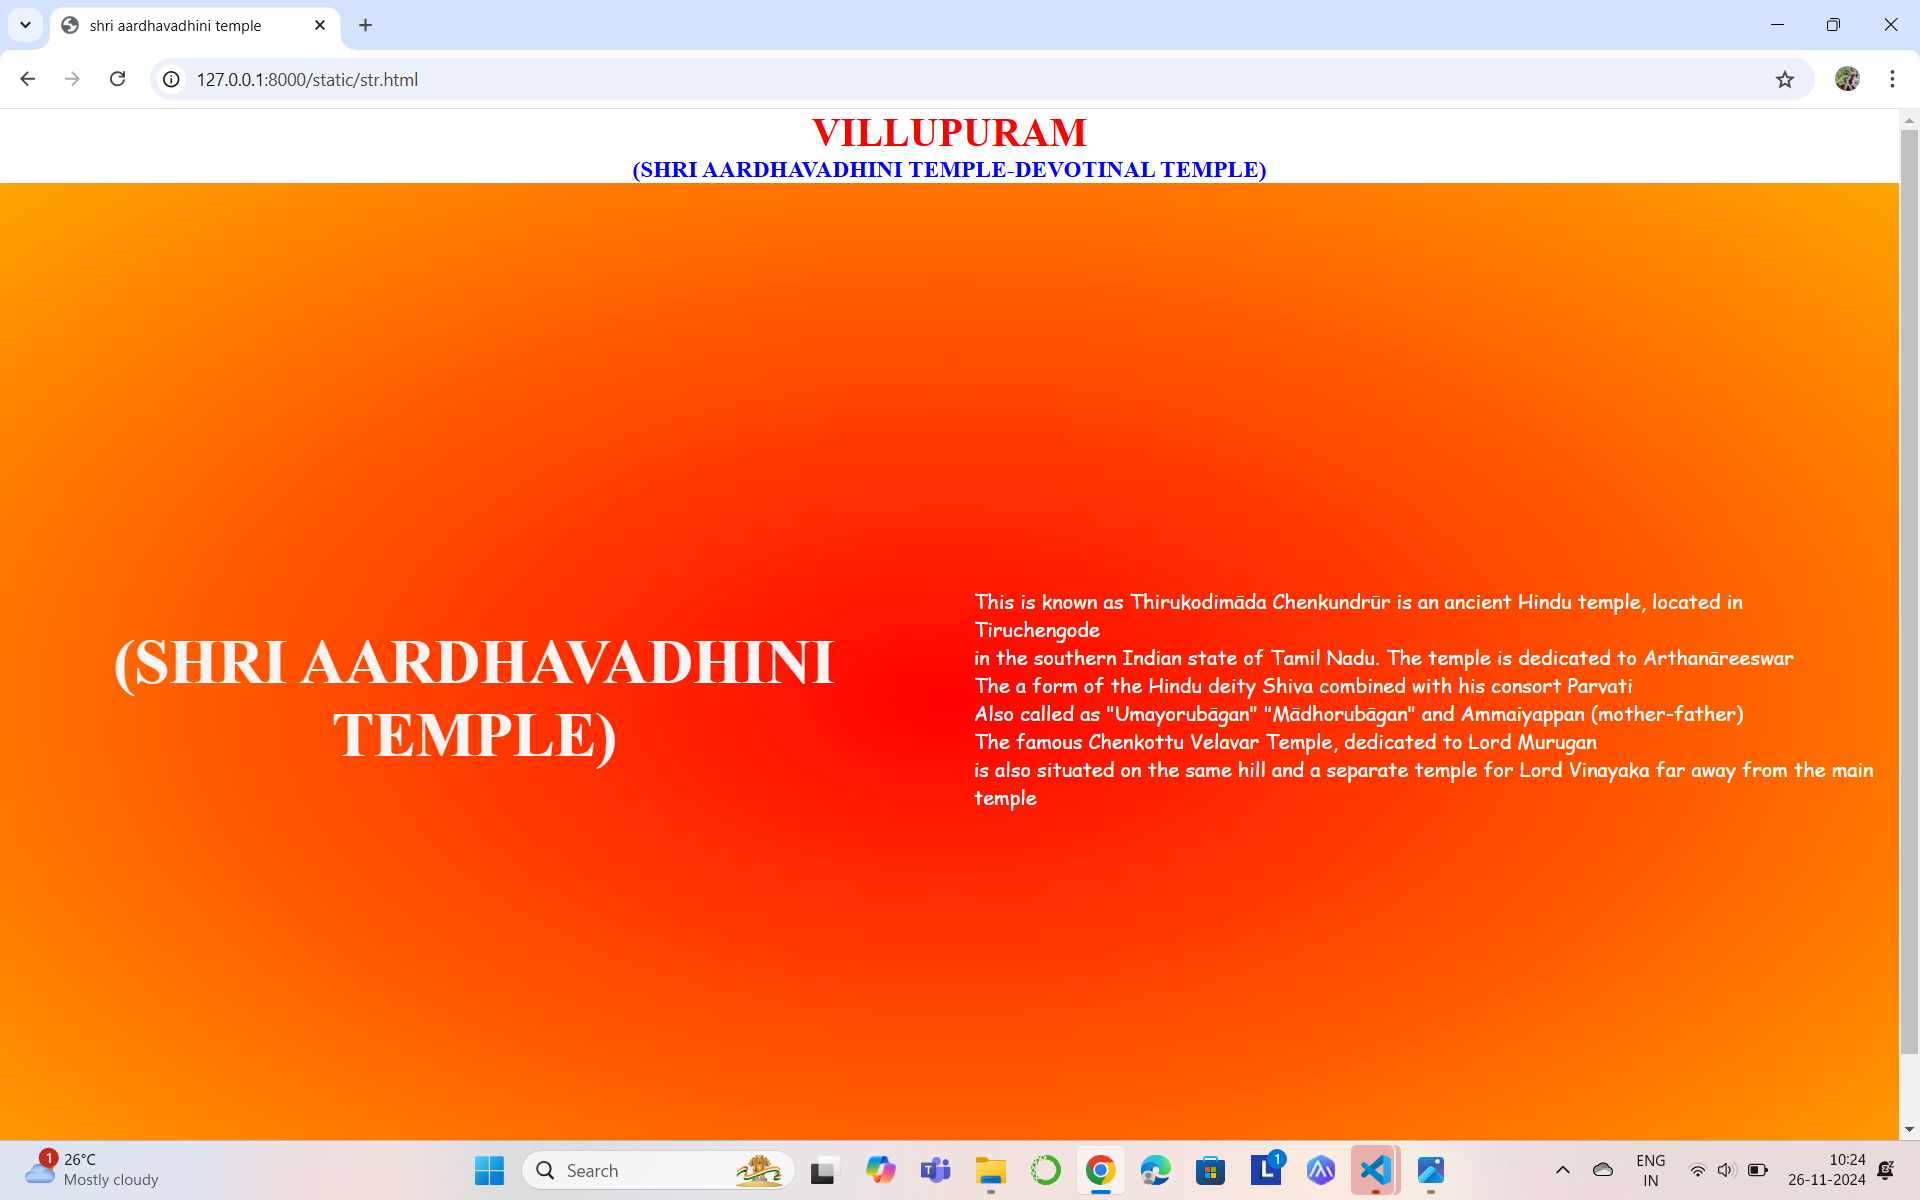 shri aardhavadhini temple
127.0.0.1:8000/static/str.html
VILLUPURAM
(SHRI AARDHAVADHINI TEMPLE-DEVOTINAL TEMPLE)
(SHRI AARDHAVADHINI
TEMPLE)
This is known as Thirukodimāda Chenkundrūr is an ancient Hindu temple, located in
Tiruchengode
in the southern Indian state of Tamil Nadu. The temple is dedicated to Arthanāreeswar
The a form of the Hindu deity Shiva combined with his consort Parvati
Also called as "Umayorubāgan" "Mādhorubāgan" and Ammaiyappan (mother-father)
The famous Chenkottu Velavar Temple, dedicated to Lord Murugan
is also situated on the same hill and a separate temple for Lord Vinayaka far away from the main
temple
1
26°C
Mostly cloudy
Search
L
1
ENG
IN
10:24
26-11-2024